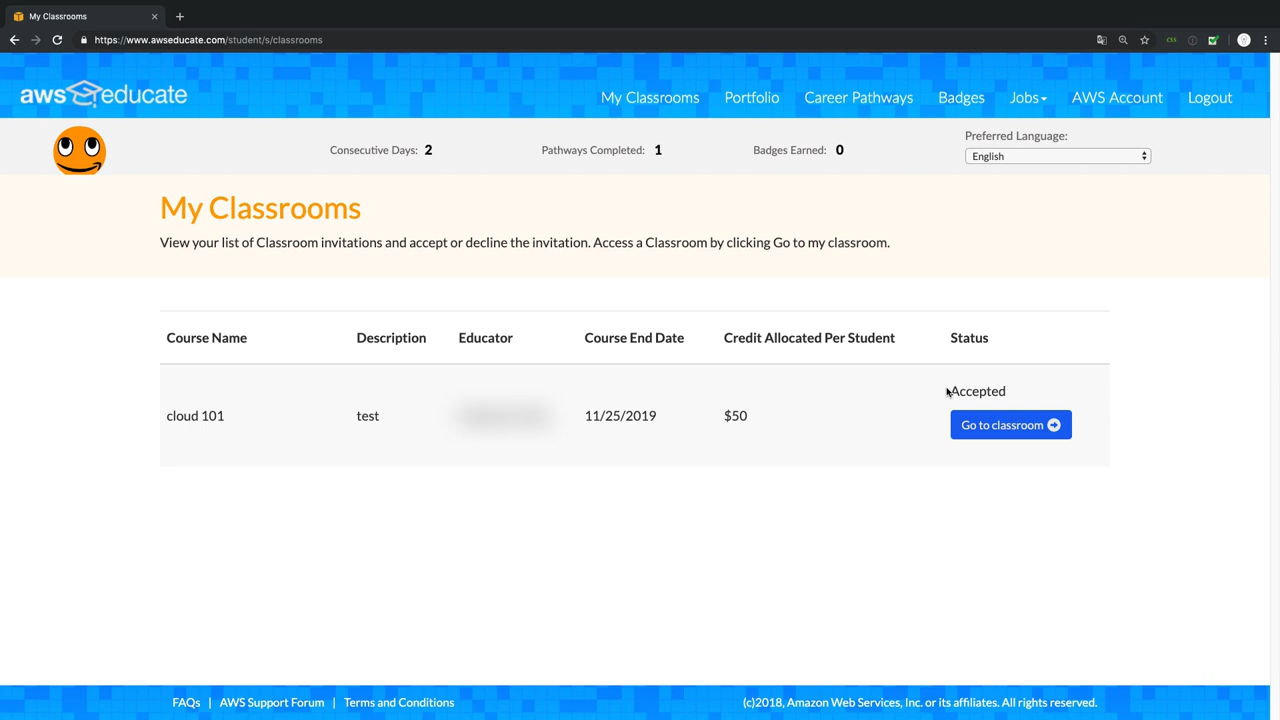 My Classrooms
https://www.awseducate.com/student/s/classrooms
css
aws educate
My Classrooms Portfolio Career Pathways Badges Jobs AWS Account Logout
Consecutive Days: 2 Pathways Completed: 1 Badges Earned: 0
Preferred Language:
English
My Classrooms
View your list of Classroom invitations and accept or decline the invitation. Access a Classroom by clicking Go to my classroom.
Course Name Description Educator Course End Date Credit Allocated Per Student Status
cloud 101 test 11/25/2019 $50 Accepted
Go to classroom
FAQs | AWS Support Forum | Terms and Conditions
(c)2018, Amazon Web Services, Inc. or its affiliates. All rights reserved.